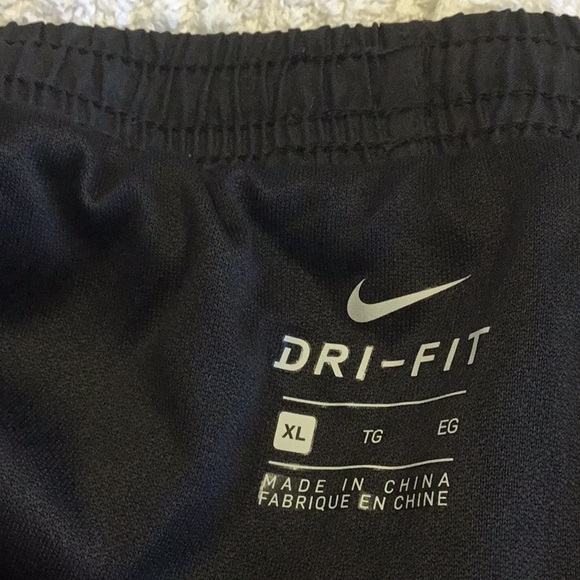 DRI-FIT
XL TG EG
MADE IN CHINA
FABRIQUE EN CHINE